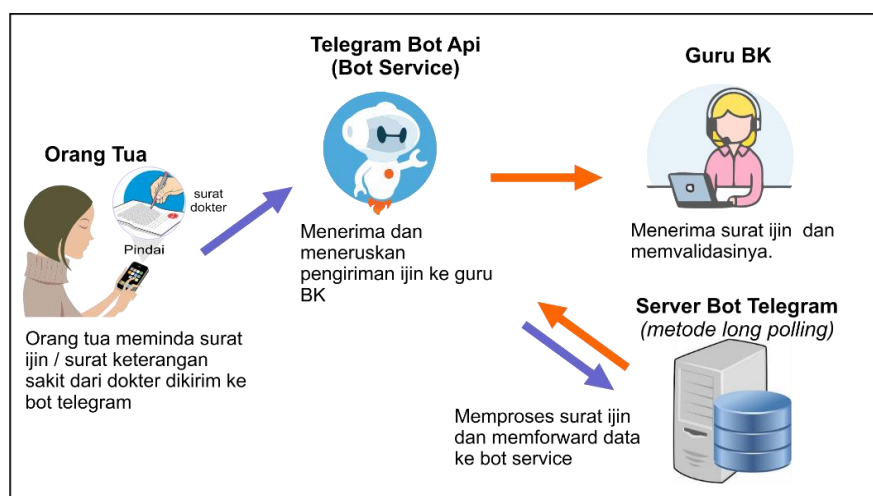 Telegram Bot Api
(Bot Service)
Guru BK
Orang Tua
surat
dokter
Pindai
Menerima dan
meneruskan
pengiriman ijin ke guru
BK
Menerima surat ijin dan
memvalidasinya.
Orang tua meminda surat
ijin / surat keterangan
sakit dari dokter dikirim ke
bot telegram
Server Bot Telegram
(metode long polling)
Memproses surat ijin
dan memforward data
ke bot service